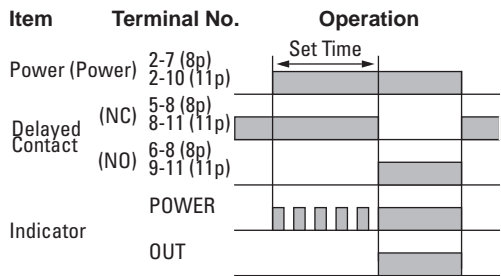 Item Terminal No. Operation
Set Time
Power (Power) 2-7 (8p)
2-10 (11p)
Delayed
Contact
(NC) 5-8 (8p)
8-11 (11p)
(NO) 6-8 (8p)
9-11 (11p)
Indicator
POWER
OUT